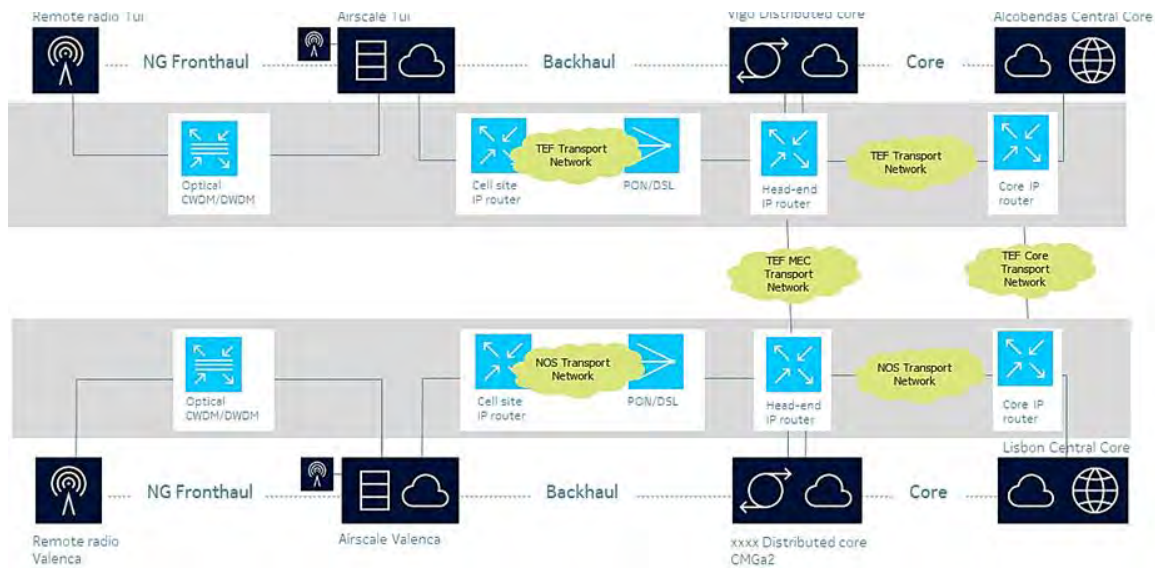 Remote radio Tui
Airscale Tui
Vigo Distributed core
Alcobendas Central Core
NG Fronthaul
Backhaul
Core
TEF Transport
Network
TEF Transport
Network
Optical
CWDM/DWDM
Cell site
IP router
PON/DSL
Head-end
IP router
Core IP
router
TEF MEC
Transport
Network
TEF Core
Transport
Network
NOS Transport
Network
NOS Transport
Network
Optical
CWDM/DWDM
Cell site
IP router
PON/DSL
Head-end
IP router
Core IP
router
Lisbon Central Core
NG Fronthaul
Backhaul
Core
Remote radio
Valenca
Airscale Valenca
xxxx Distributed core
CMGa2